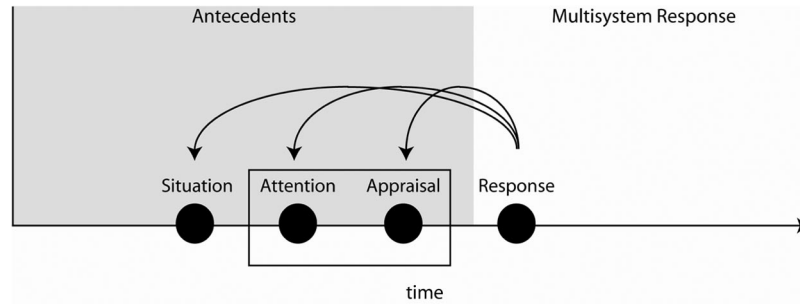 Antecedents
Multisystem Response
Situation
Attention
Appraisal
Response
time